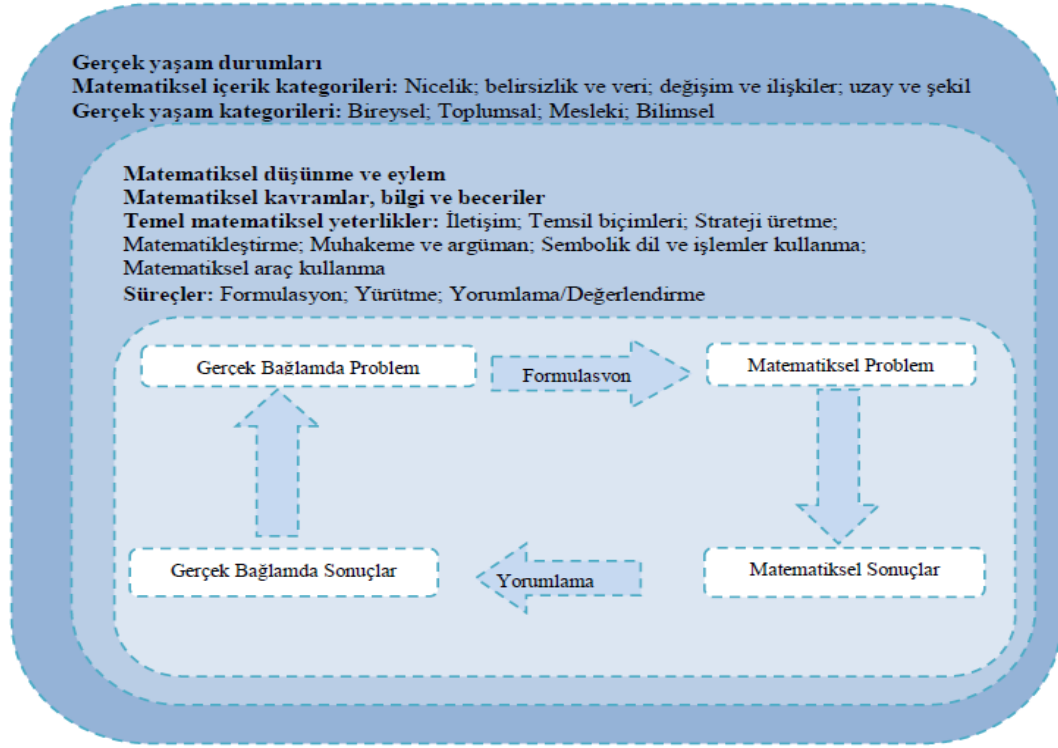 Gerçek yaşam durumları
Matematiksel içerik kategorileri: Nicelik; belirsizlik ve veri; değişim ve ilişkiler; uzay ve şekil
Gerçek yaşam kategorileri: Bireysel; Toplumsal; Mesleki; Bilimsel
Matematiksel düşünme ve eylem
Matematiksel kavramlar, bilgi ve beceriler
Temel matematiksel yeterlikler: İletişim; Temsil biçimleri; Strateji üretme;
Matematikleştirme; Muhakeme ve argüman; Sembolik dil ve işlemler kullanma;
Matematiksel araç kullanma
Süreçler: Formulasyon; Yürütme; Yorumlama/Değerlendirme
Gerçek Bağlamda Problem
Formulasyon
Matematiksel Problem
Gerçek Bağlamda Sonuçlar
Yorumlama
Matematiksel Sonuçlar